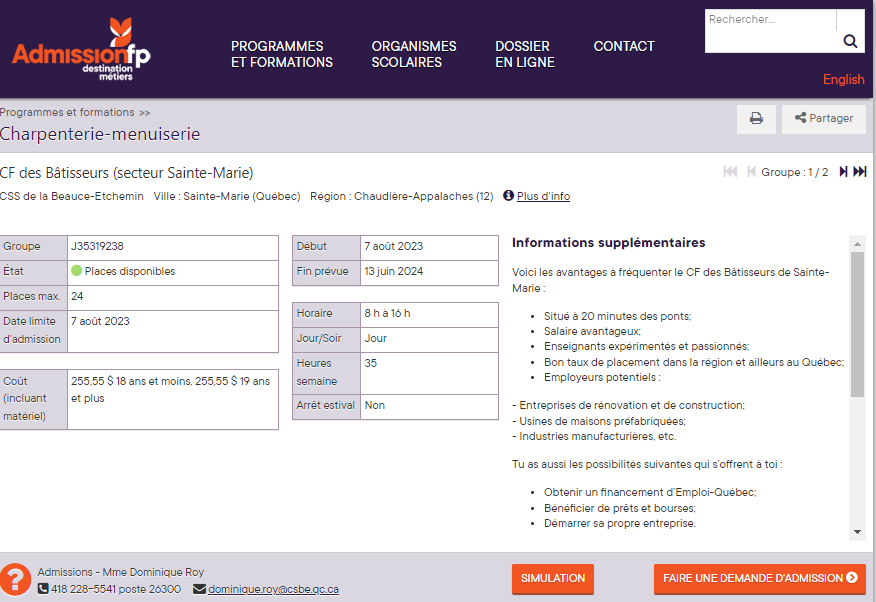 Admissionfp
destination
métiers
PROGRAMMES
ET FORMATIONS
ORGANISMES
SCOLAIRES
DOSSIER
EN LIGNE
CONTACT
Rechercher...
English
Programmes et formations >>
Charpenterie-menuiserie
Partager
CF des Bâtisseurs (secteur Sainte-Marie)
Groupe : 1 / 2
CSS de la Beauce-Etchemin Ville : Sainte-Marie (Québec) Région : Chaudière-Appalaches (12) Plus d'info
Groupe J35319238
État Places disponibles
Places max. 24
Date limite d'admission 7 août 2023
Coût (incluant matériel) 255,55 $ 18 ans et moins, 255,55 $ 19 ans et plus
Début 7 août 2023
Fin prévue 13 juin 2024
Horaire 8 h à 16 h
Jour/Soir Jour
Heures semaine 35
Arrêt estival Non
Informations supplémentaires
Voici les avantages à fréquenter le CF des Bâtisseurs de Sainte-
Marie :
• Situé à 20 minutes des ponts;
• Salaire avantageux;
• Enseignants expérimentés et passionnés;
• Bon taux de placement dans la région et ailleurs au Québec;
• Employeurs potentiels :
- Entreprises de rénovation et de construction;
- Usines de maisons préfabriquées;
- Industries manufacturières, etc.
Tu as aussi les possibilités suivantes qui s'offrent à toi :
• Obtenir un financement d'Emploi-Québec;
• Bénéficier de prêts et bourses;
• Démarrer sa propre entreprise.
?
Admissions - Mme Dominique Roy
418 228-5541 poste 26300 dominique.roy@csbe.qc.ca
SIMULATION
FAIRE UNE DEMANDE D'ADMISSION